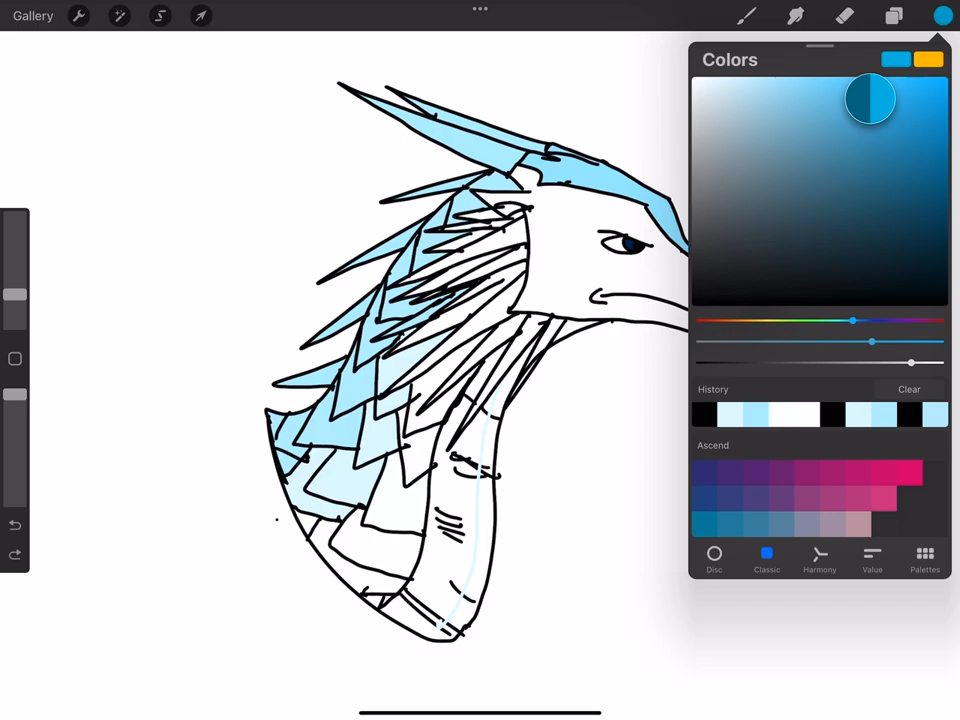 Gallery
Colors
History
Clear
Ascend
Disc
Classic
Harmony
Value
Palettes